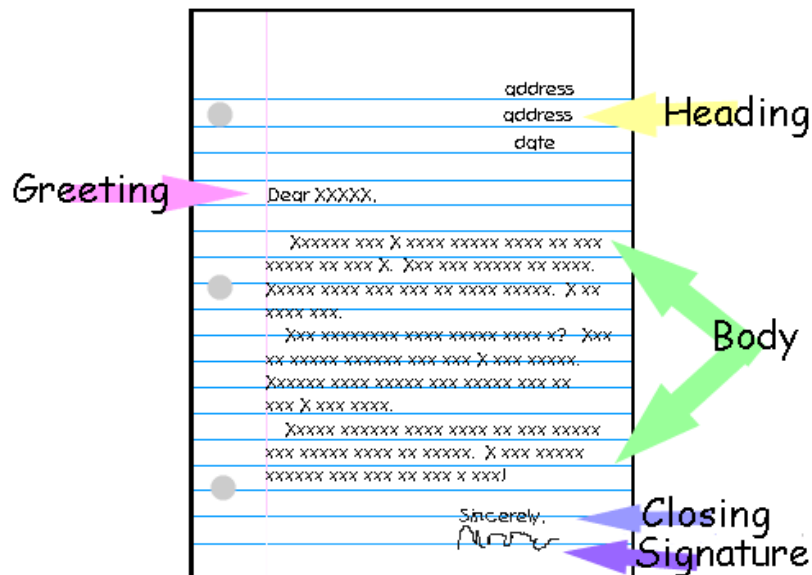 address
address
Heading
date
Greeting
Dear XXXXX,
Xxxxxx xxx X xxxx xxxxx xxxx xx xxx
xxxxx xx xxx X. Xxx xxx xxxxx xx xxxx.
Xxxxx xxxx xxx xxx xx xxxx xxxxx. X xx
xxxx xxx.
Xxx xxxxxxxx xxxx xxxxx xxxx x? Xxx
Body
xx xxxxx xxxxxx xxx xxx X xxx xxxxx.
Xxxxxx xxxx xxxxx xxx xxxxx xxx xx
xxx X xxx xxxx.
Xxxxx xxxxxx xxxx xxxx xx xxx xxxxx
xxx xxxxx xxxx xx xxxxx. X xxx xxxxx
xxxxxx xxx xxx xx xxx x xxx!
Sincerely,
Closing
Signature